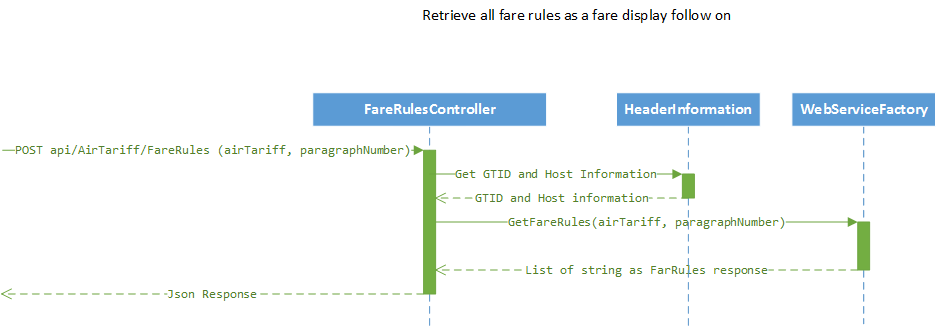 Retrieve all fare rules as a fare display follow on
FareRulesController
HeaderInformation
WebServiceFactory
POST api/AirTariff/FareRules (airTariff, paragraphNumber)
Get GTID and Host Information
GTID and Host information
GetFareRules(airTariff, paragraphNumber)
List of string as FarRules response
Json Response